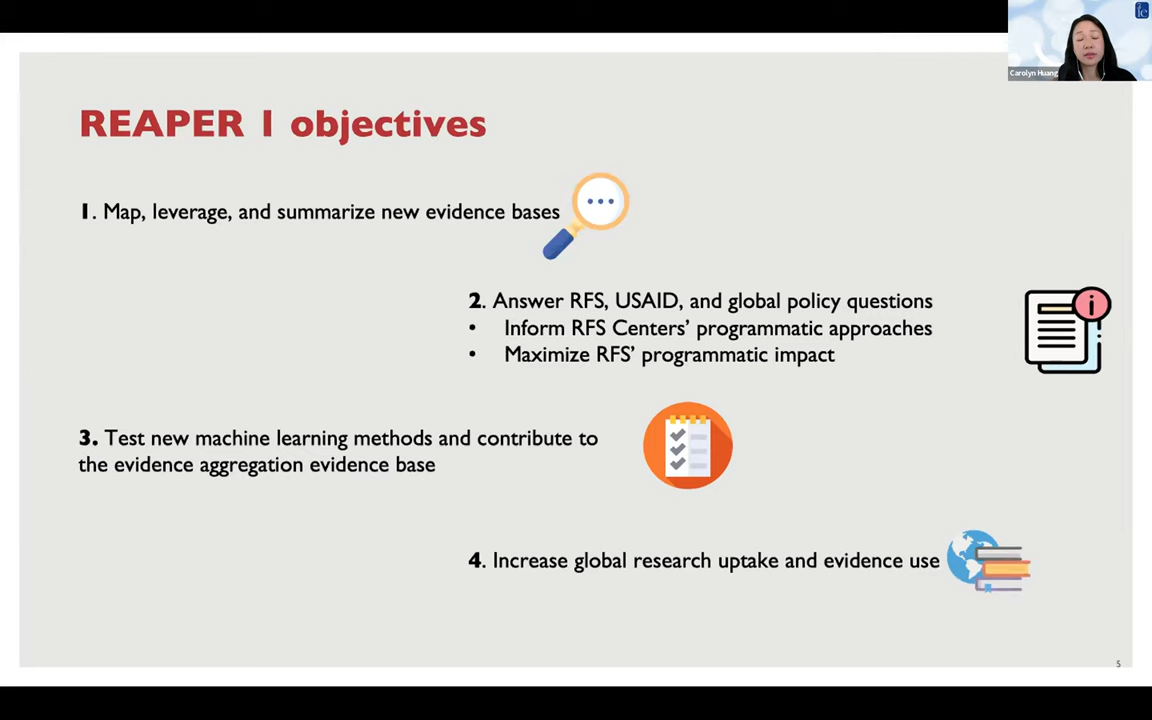 ie
Carolyn Huang
REAPER 1 objectives
1. Map, leverage, and summarize new evidence bases
2. Answer RFS, USAID, and global policy questions
• Inform RFS Centers’ programmatic approaches
• Maximize RFS’ programmatic impact
3. Test new machine learning methods and contribute to
the evidence aggregation evidence base
4. Increase global research uptake and evidence use
5